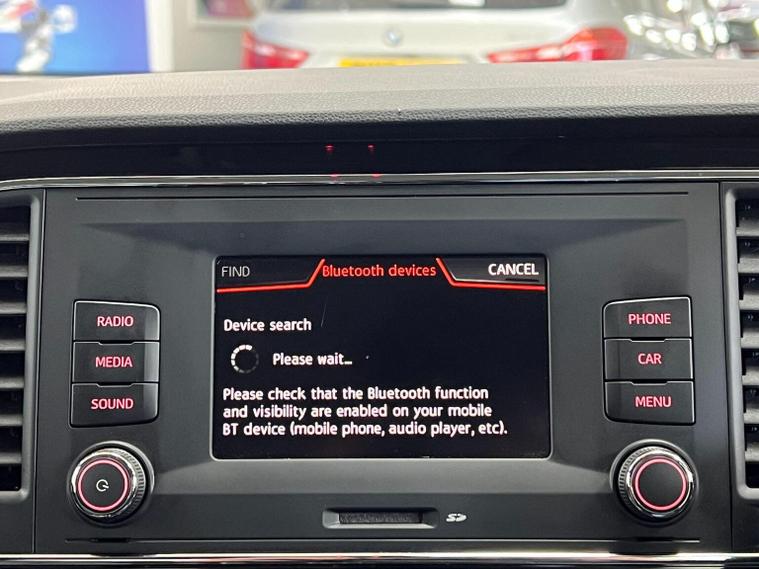 FIND
Bluetooth devices
CANCEL
Device search
Please wait...
Please check that the Bluetooth function
and visibility are enabled on your mobile
BT device (mobile phone, audio player, etc).
RADIO
MEDIA
SOUND
PHONE
CAR
MENU
SD